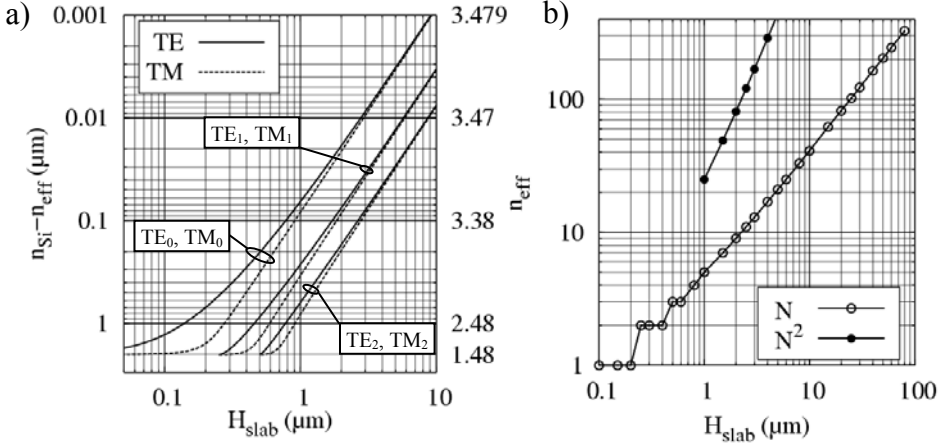 a)
0.001
0.01
0.1
1
n_Si−n_eff (μm)
TE
TM
TE₁, TM₁
TE₀, TM₀
TE₂, TM₂
3.479
3.47
3.38
2.48
1.48
n_eff
0.1
1
10
H_slab (μm)
b)
100
10
1
N
N²
0.1
1
10
100
H_slab (μm)